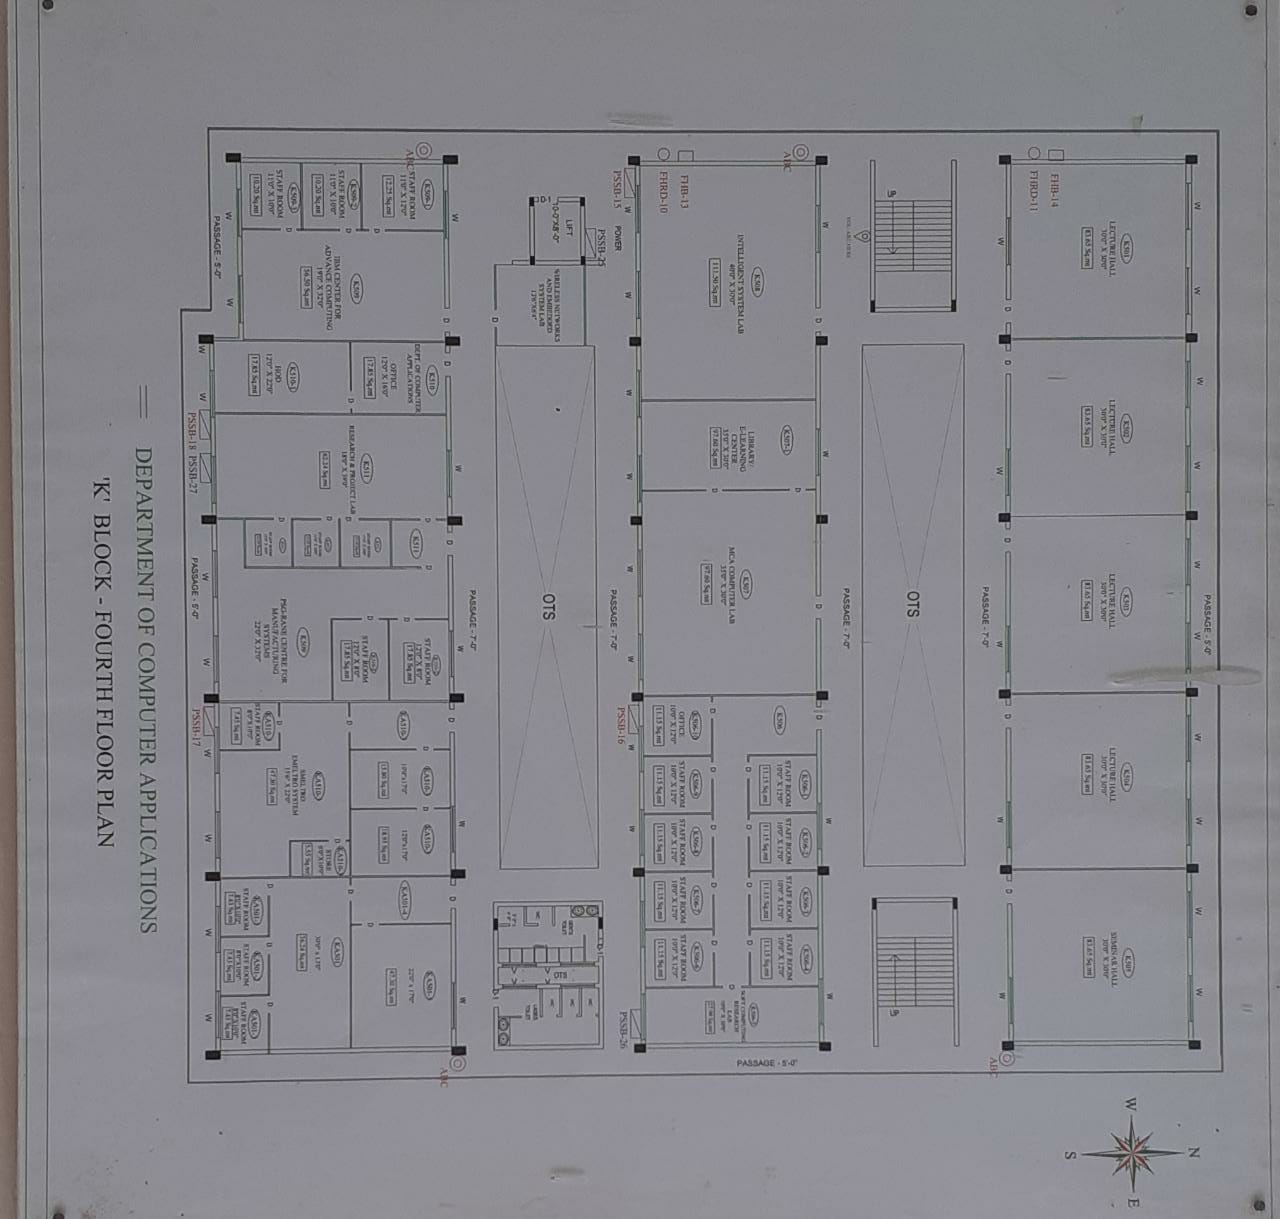 PASSAGE - 5'-0"
W W W W W W W W W W
N
W E
S
K501
LECTURE HALL
30'0" X 30'0"
83.65 Sq.mt
K502
LECTURE HALL
30'0" X 30'0"
83.65 Sq.mt
K503
LECTURE HALL
30'0" X 30'0"
83.65 Sq.mt
K504
LECTURE HALL
30'0" X 30'0"
83.65 Sq.mt
K505
SEMINAR HALL
30'0" X 30'0"
83.65 Sq.mt
FHB-14
FHRD-11
D D D D D
W W W W W
ABC
PASSAGE - 7'-0"
OTS
YOU ARE HERE
PASSAGE - 7'-0"
W D W D D W W
ABC
K508
INTELLIGENT SYSTEM LAB
40'0" X 30'0"
111.50 Sq.mt
K507-1
LIBRARY/
E-LEARNING
CENTER
35'0" X 30'0"
97.60 Sq.mt
K507
MCA COMPUTER LAB
35'0" X 30'0"
97.60 Sq.mt
K506
K506-1
STAFF ROOM
10'0" X 12'0"
11.15 Sq.mt
K506-2
STAFF ROOM
10'0" X 12'0"
11.15 Sq.mt
K506-3
STAFF ROOM
10'0" X 12'0"
11.15 Sq.mt
K506-4
STAFF ROOM
10'0" X 12'0"
11.15 Sq.mt
SOFT COMPUTING
RESEARCH
LAB
PASSAGE - 5'-0"
K506-10
OFFICE
10'0" X 12'0"
11.15 Sq.mt
K506-9
STAFF ROOM
10'0" X 12'0"
11.15 Sq.mt
K506-8
STAFF ROOM
10'0" X 12'0"
11.15 Sq.mt
K506-7
STAFF ROOM
10'0" X 12'0"
11.15 Sq.mt
K506-6
STAFF ROOM
10'0" X 12'0"
11.15 Sq.mt
FHB-13
FHRD-10
W W W W W W W W
PSSB-15
POWER
PSSB-25
PSSB-16
PSSB-26
PASSAGE - 7'-0"
LIFT
10-0"X8'-0"
D-1
WIRELESS NETWORKS
AND EMBEDDED
SYSTEM LAB
13'6"X6'4"
D
OTS
D-1
GENTS
TOILET
OTS
WC
WC
WC
WC
LADIES
TOILET
D-1
PASSAGE - 7'-0"
W D D W D W D W D W
ABC
ABC
K509-1
STAFF ROOM
11'0" X 12'0"
12.25 Sq.mt
K509-2
STAFF ROOM
11'0" X 10'0"
10.20 Sq.mt
K509-3
STAFF ROOM
11'0" X 10'0"
10.20 Sq.mt
K509
IBM CENTER FOR
ADVANCE COMPUTING
19'0" X 32'0"
56.50 Sq.mt
K510
DEPT. OF COMPUTER
APPLICATIONS
OFFICE
12'0" X 16'0"
17.85 Sq.mt
K510-1
HOD
12'0" X 22'0"
17.85 Sq.mt
K511
RESEARCH & PROJECT LAB
18'0" X 39'0"
62.24 Sq.mt
K511
STAFF ROOM
12'0" X 8'0"
17.85 Sq.mt
STAFF ROOM
12'0" X 8'0"
17.85 Sq.mt
K509
PSG-RANE CENTRE FOR
MANUFACTURING
SYSTEMS
22'0" X 32'0"
KA510-
KA510-
10'0"x17'0"
15.80 Sq.mt
KA510-
12'0"x17'0"
18.95 Sq.mt
KA510-
STORE
6'0"X10'0"
5.55 Sq.mt
KA510-
SMELTRO
EMELTRO SYSTEM
15'6" X 22'0"
47.30 Sq.mt
KA510-
STAFF ROOM
8'0"X10'0"
7.45 Sq.mt
KA501-4
KA501-
22'0" x 17'0"
47.30 Sq.mt
KA501
30'0" x 13'0"
36.24 Sq.mt
KA501-
STAFF ROOM
8'0"X10'0"
7.43 Sq.mt
KA501-2
STAFF ROOM
8'0"X10'0"
7.43 Sq.mt
KA501-
STAFF ROOM
8'0"X10'0"
7.43 Sq.mt
W W
PASSAGE - 5'-0"
W W W W W W W W
PSSB-18 PSSB-27
PASSAGE - 5'-0"
PSSB-17
DEPARTMENT OF COMPUTER APPLICATIONS
'K' BLOCK - FOURTH FLOOR PLAN